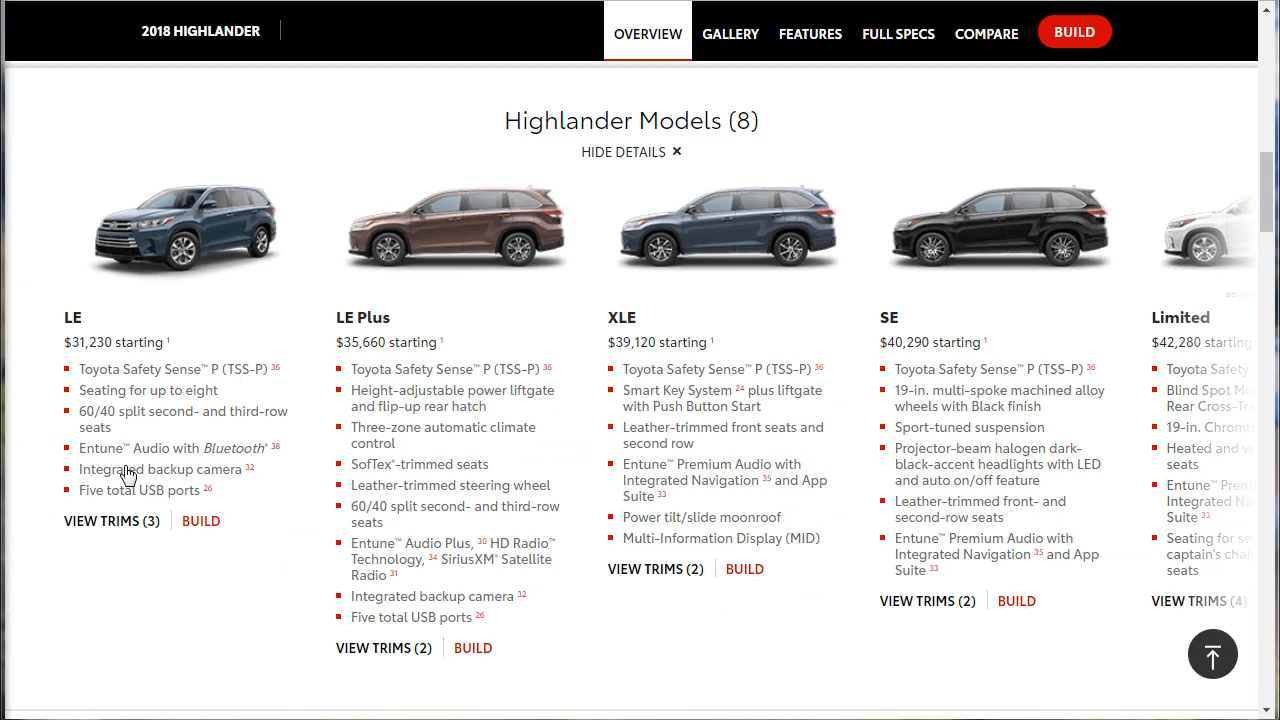 2018 HIGHLANDER
OVERVIEW
GALLERY
FEATURES
FULL SPECS
COMPARE
BUILD
Highlander Models (8)
HIDE DETAILS ×
LE
$31,230 starting 1
Toyota Safety Sense™ P (TSS-P) 36
Seating for up to eight
60/40 split second- and third-row
seats
Entune™ Audio with Bluetooth® 38
Integrated backup camera 32
Five total USB ports 26
VIEW TRIMS (3)
BUILD
LE Plus
$35,660 starting 1
Toyota Safety Sense™ P (TSS-P) 36
Height-adjustable power liftgate
and flip-up rear hatch
Three-zone automatic climate
control
SofTex®-trimmed seats
Leather-trimmed steering wheel
60/40 split second- and third-row
seats
Entune™ Audio Plus, 30 HD Radio™
Technology, 34 SiriusXM® Satellite
Radio 31
Integrated backup camera 32
Five total USB ports 26
VIEW TRIMS (2)
BUILD
XLE
$39,120 starting 1
Toyota Safety Sense™ P (TSS-P) 36
Smart Key System 24 plus liftgate
with Push Button Start
Leather-trimmed front seats and
second row
Entune™ Premium Audio with
Integrated Navigation 35 and App
Suite 33
Power tilt/slide moonroof
Multi-Information Display (MID)
VIEW TRIMS (2)
BUILD
SE
$40,290 starting 1
Toyota Safety Sense™ P (TSS-P) 36
19-in. multi-spoke machined alloy
wheels with Black finish
Sport-tuned suspension
Projector-beam halogen dark-
black-accent headlights with LED
and auto on/off feature
Leather-trimmed front- and
second-row seats
Entune™ Premium Audio with
Integrated Navigation 35 and App
Suite 33
VIEW TRIMS (2)
BUILD
as
Limited
$42,280 starting
Toyota Safety
Blind Spot
Rear
19-in.
Heated and
seats
Entune™
Integrated
Suite 33
Seating for
captain's
seats
VIEW TRIMS (4)